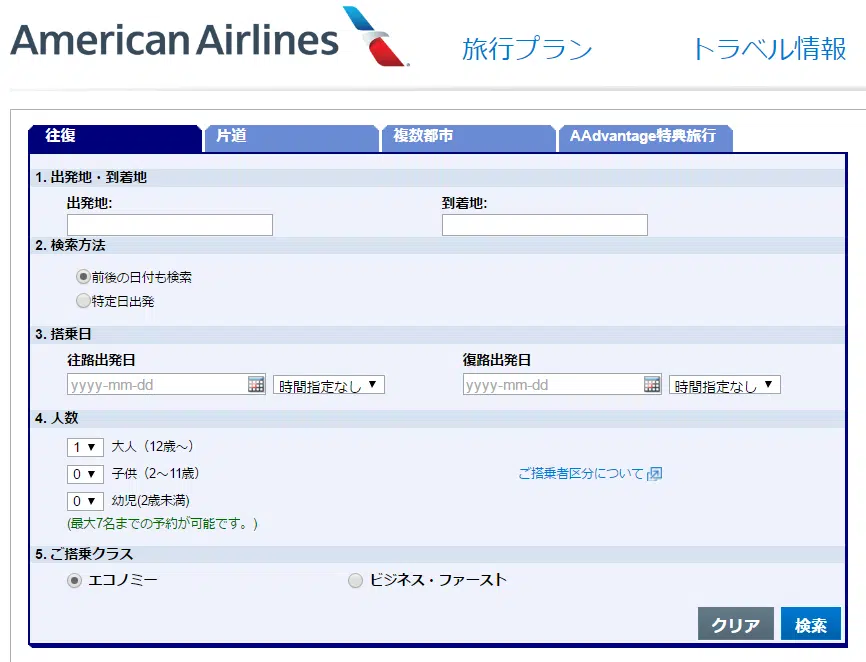 American Airlines
旅行プラン トラベル情報
往復 片道 複数都市 AAdvantage特典旅行
1. 出発地・到着地
出発地: 到着地:
2. 検索方法
前後の日付も検索
特定日出発
3. 搭乗日
往路出発日 復路出発日
yyyy-mm-dd 時間指定なし ▼ yyyy-mm-dd 時間指定なし ▼
4. 人数
1 ▼ 大人（12歳～）
0 ▼ 子供（2～11歳） ご搭乗者区分について
0 ▼ 幼児(2歳未満)
(最大7名までの予約が可能です。)
5. ご搭乗クラス
エコノミー ビジネス・ファースト
クリア 検索